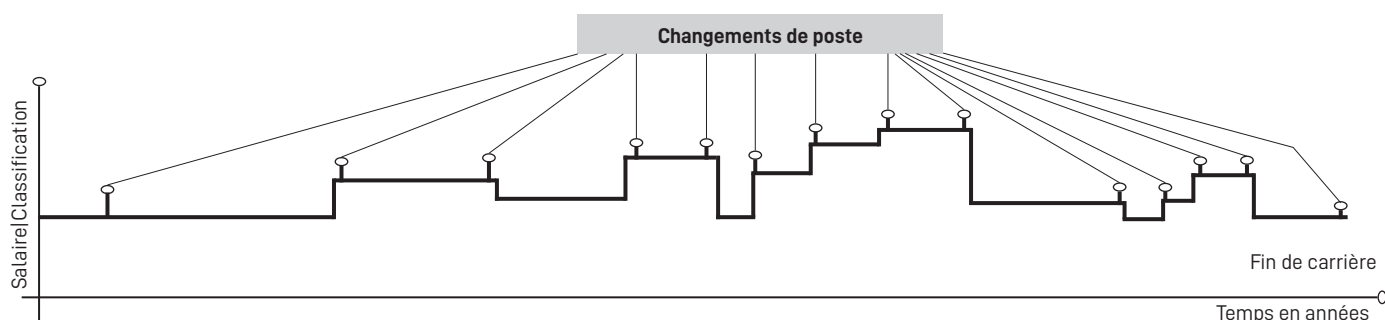 Changements de poste
Salaire|Classification
Fin de carrière
Temps en années